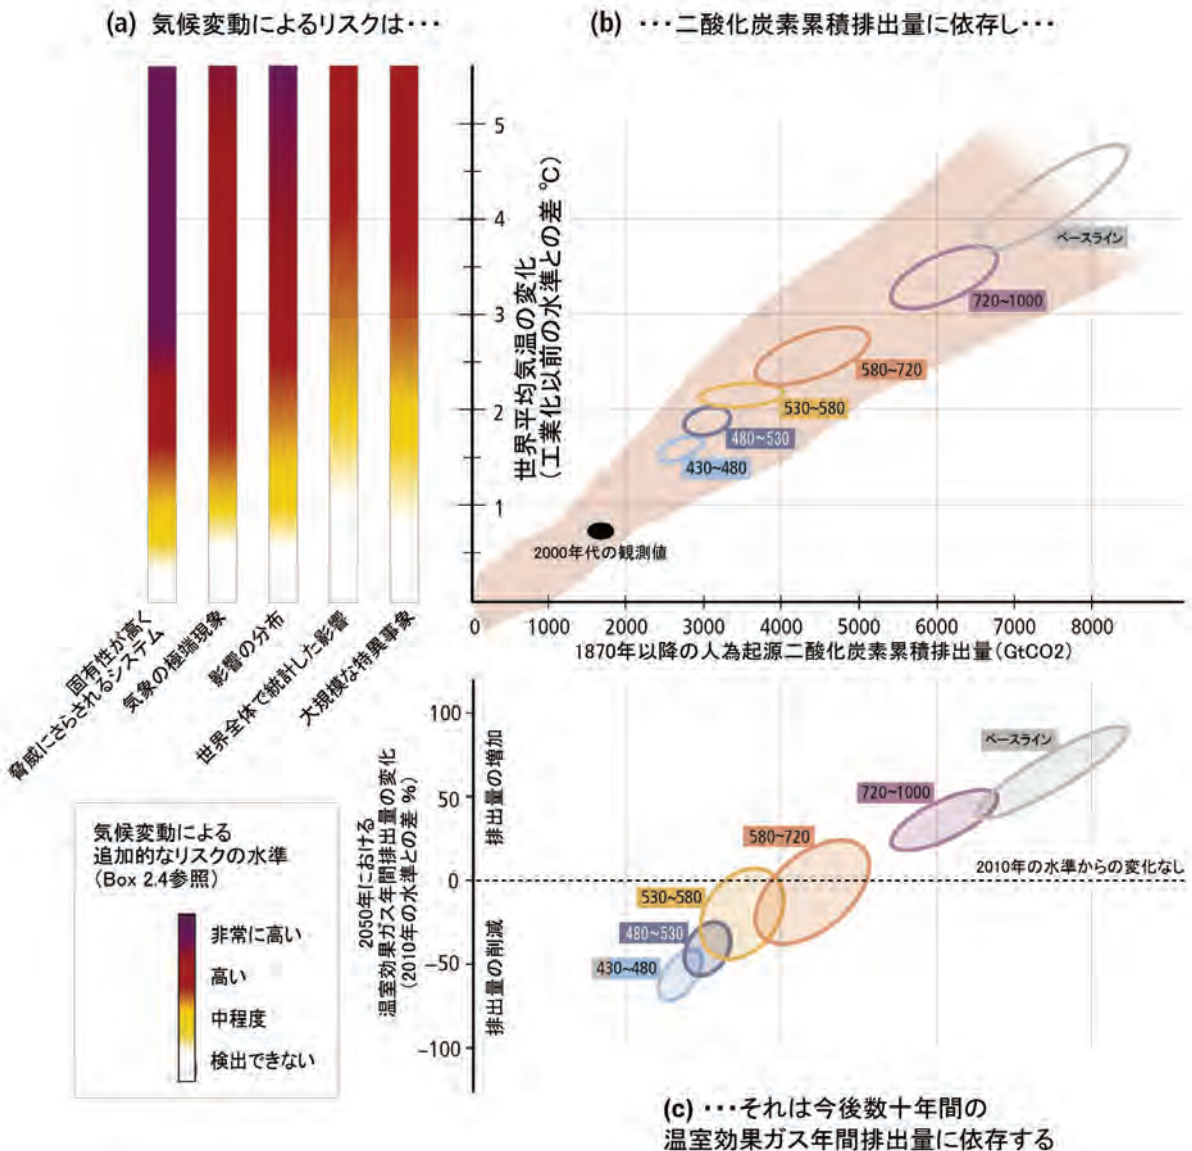 (a) 気候変動によるリスクは･･･
(b) ･･･二酸化炭素累積排出量に依存し･･･
5
4
3
2
1
世界平均気温の変化
（工業化以前の水準との差 ℃）
ベースライン
720~1000
580~720
530~580
480~530
430~480
2000年代の観測値
0 1000 2000 3000 4000 5000 6000 7000 8000
1870年以降の人為起源二酸化炭素累積排出量（GtCO2）
固有性が高く
脅威にさらされるシステム
気象の極端現象
影響の分布
世界全体で統計した影響
大規模な特異事象
気候変動による
追加的なリスクの水準
（Box 2.4参照）
非常に高い
高い
中程度
検出できない
2050年における
温室効果ガス年間排出量の変化
（2010年の水準との差 %）
100
50
0
−50
−100
排出量の増加
排出量の削減
ベースライン
720~1000
580~720
2010年の水準からの変化なし
530~580
480~530
430~480
(c) ･･･それは今後数十年間の
温室効果ガス年間排出量に依存する